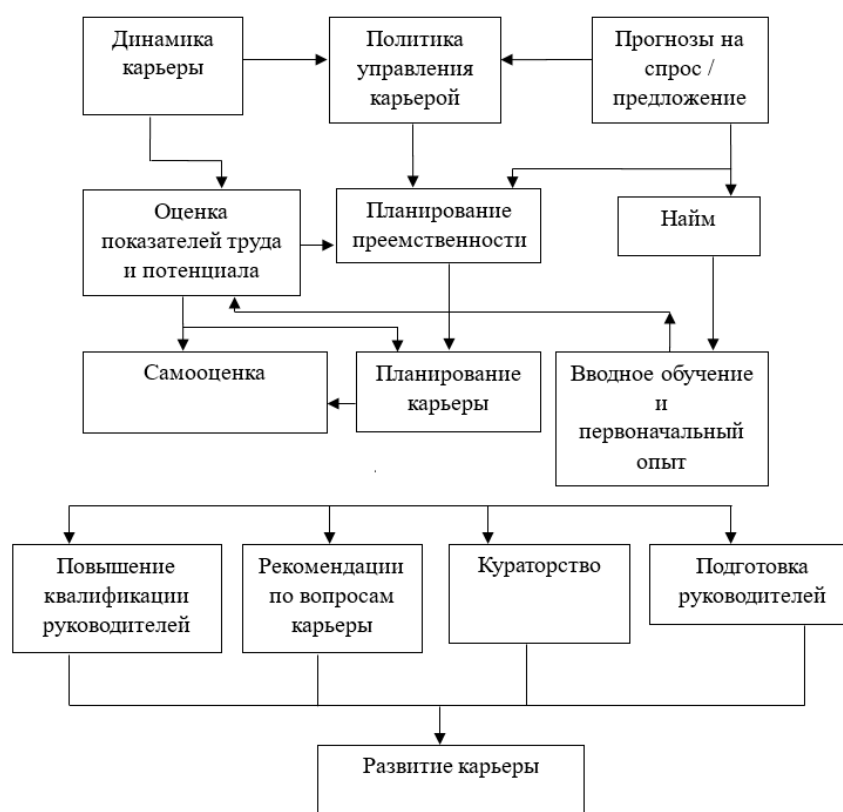 Динамика
карьеры
Политика
управления
карьерой
Прогнозы на
спрос /
предложение
Оценка
показателей труда
и потенциала
Планирование
преемственности
Найм
Самооценка
Планирование
карьеры
Вводное обучение
и
первоначальный
опыт
Повышение
квалификации
руководителей
Рекомендации
по вопросам
карьеры
Кураторство
Подготовка
руководителей
Развитие карьеры